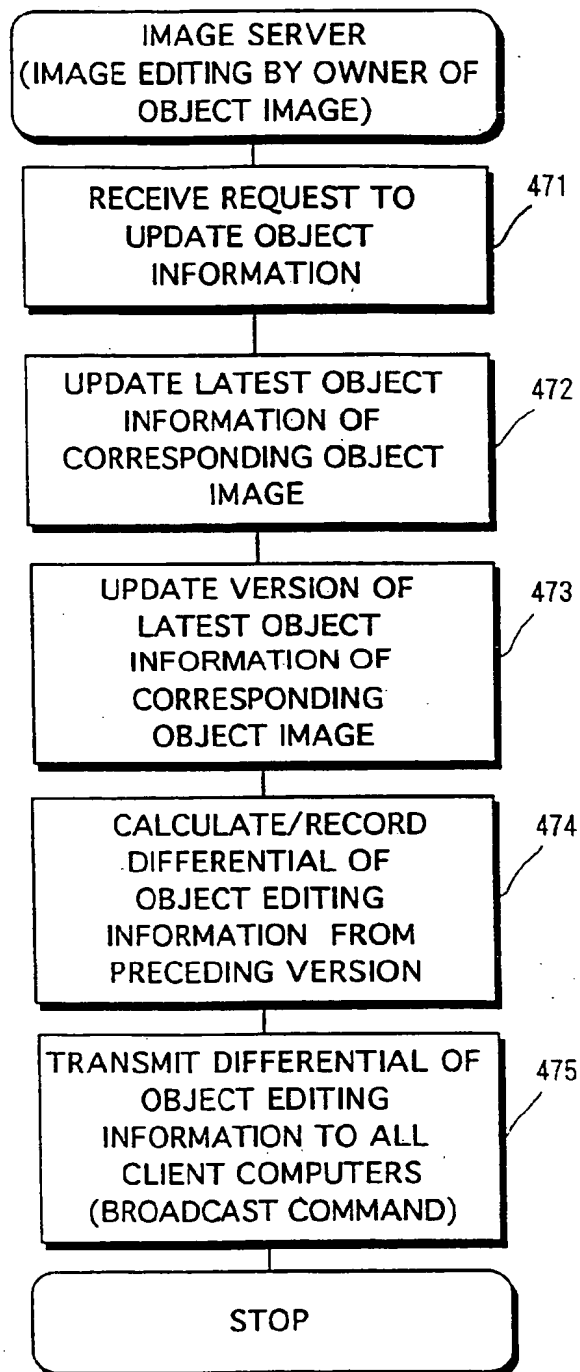 IMAGE SERVER
(IMAGE EDITING BY OWNER OF
OBJECT IMAGE)
RECEIVE REQUEST TO
UPDATE OBJECT
INFORMATION
471
UPDATE LATEST OBJECT
INFORMATION OF
CORRESPONDING OBJECT
IMAGE
472
UPDATE VERSION OF
LATEST OBJECT
INFORMATION OF
CORRESPONDING
OBJECT IMAGE
473
CALCULATE/RECORD
DIFFERENTIAL OF
OBJECT EDITING
INFORMATION FROM
PRECEDING VERSION
474
TRANSMIT DIFFERENTIAL OF
OBJECT EDITING
INFORMATION TO ALL
CLIENT COMPUTERS
(BROADCAST COMMAND)
475
STOP